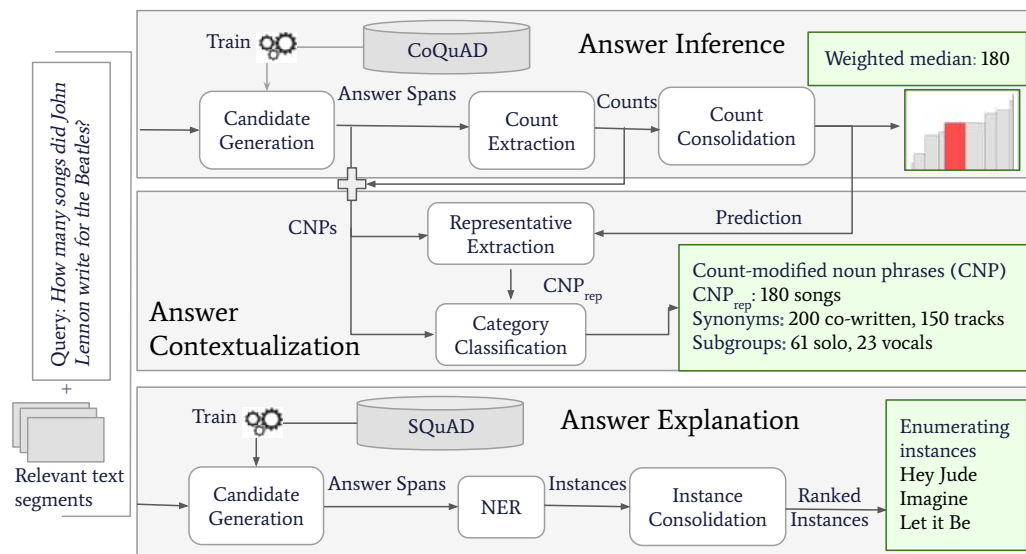 Query: How many songs did John
Lennon write for the Beatles?
+
Relevant text
segments
Train
CoQuAD
Answer Inference
Weighted median: 180
Candidate
Generation
Answer Spans
Count
Extraction
Counts
Count
Consolidation
CNPs
Representative
Extraction
Prediction
CNPrep
Answer
Contextualization
Category
Classification
Count-modified noun phrases (CNP)
CNPrep: 180 songs
Synonyms: 200 co-written, 150 tracks
Subgroups: 61 solo, 23 vocals
Train
SQuAD
Answer Explanation
Candidate
Generation
Answer Spans
NER
Instances
Instance
Consolidation
Ranked
Instances
Enumerating
instances
Hey Jude
Imagine
Let it Be